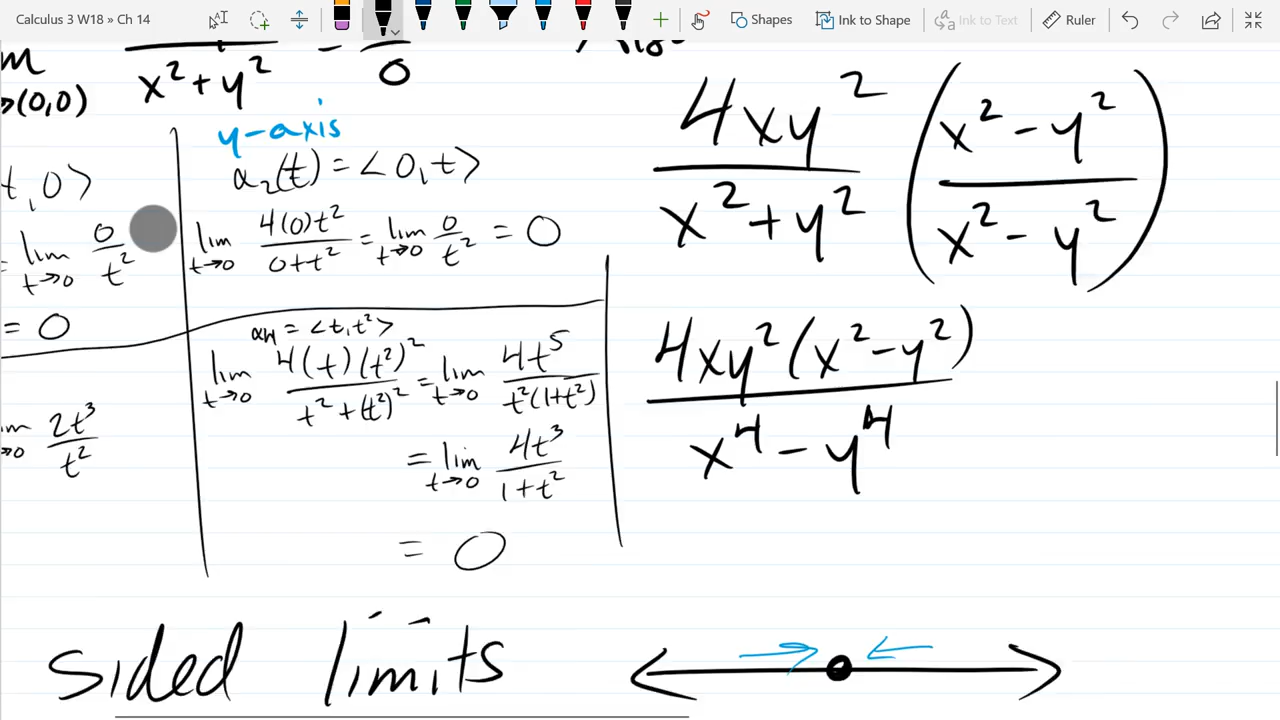 Calculus 3 W18 » Ch 14
Shapes
Ink to Shape
Ink to Text
Ruler
x² + y²
0
→(0,0)
t, 0⟩
= lim t→0 0/t²
= 0
2t³/t²
y-axis
α₂(t) = <0, t>
lim t→0 4(0)t²/(0+t²) = lim t→0 0/t² = 0
α₄ = <t, t²>
lim t→0 4(t)(t²)²/(t²+(t²)²) = lim t→0 4t⁵/(t²(1+t²))
= lim t→0 4t³/(1+t²)
= 0
4xy²/(x²+y²) ((x²-y²)/(x²-y²))
4xy²(x²-y²)/(x⁴-y⁴)
sided limits